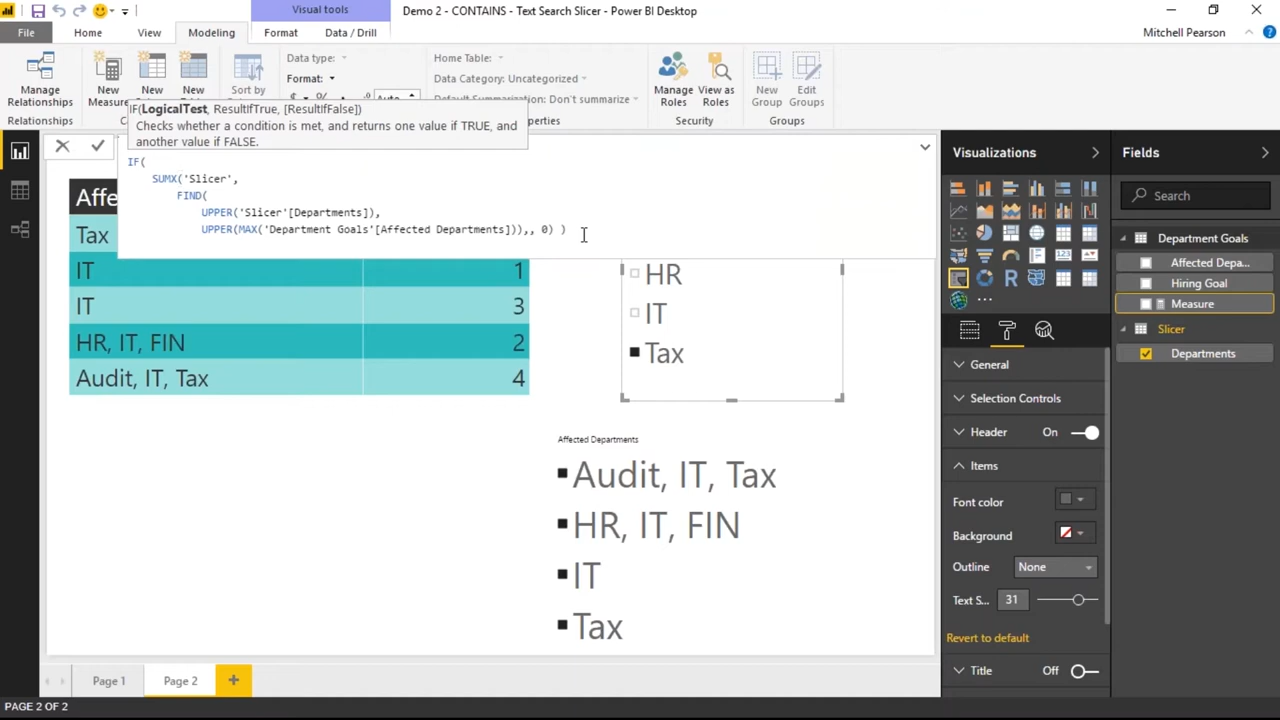 Visual tools
Demo 2 - CONTAINS - Text Search Slicer - Power BI Desktop
File
Home
View
Modeling
Format
Data / Drill
Mitchell Pearson
Manage
Relationships
New
Measure
New
New
Sort by
Data type:
Format:
$
%
Auto
Home Table:
Data Category: Uncategorized
Default Summarization: Don't summarize
Manage
Roles
View as
Roles
New
Group
Edit
Groups
Relationships
operties
Security
Groups
IF(LogicalTest, ResultIfTrue, [ResultIfFalse])
Checks whether a condition is met, and returns one value if TRUE, and
another value if FALSE.
IF(
SUMX('Slicer',
FIND(
UPPER('Slicer'[Departments]),
UPPER(MAX('Department Goals'[Affected Departments])),, 0) )
Affe
Tax
IT 1
IT 3
HR, IT, FIN 2
Audit, IT, Tax 4
HR
IT
Tax
Affected Departments
Audit, IT, Tax
HR, IT, FIN
IT
Tax
Visualizations
R
General
Selection Controls
Header On
Items
Font color
Background
Outline None
Text S... 31
Revert to default
Title Off
Fields
Search
Department Goals
Affected Depa...
Hiring Goal
Measure
Slicer
Departments
Page 1
Page 2
PAGE 2 OF 2